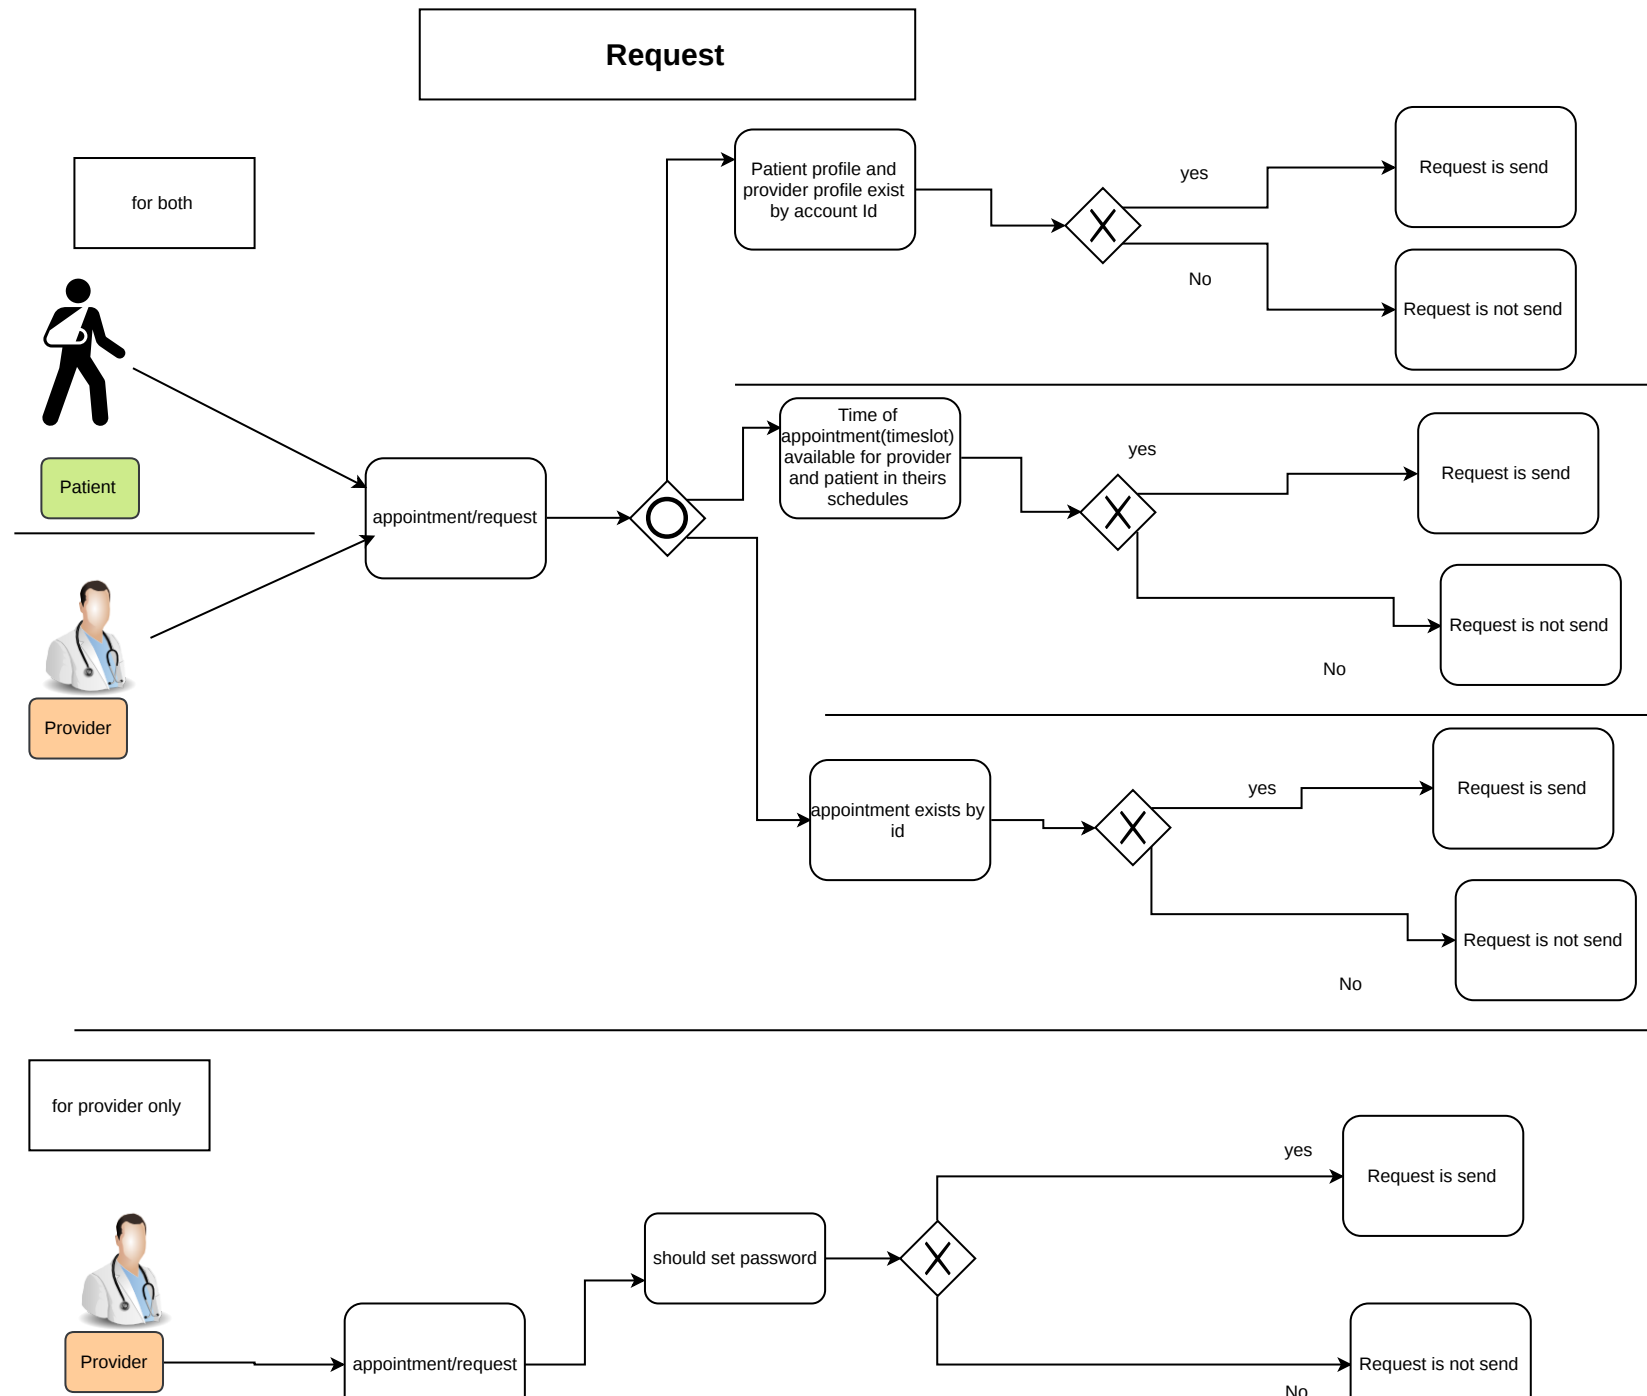 Request
for both
Patient profile and
provider profile exist
by account Id
yes
No
Request is send
Request is not send
Patient
appointment/request
Time of
appointment(timeslot)
available for provider
and patient in theirs
schedules
yes
Request is send
Request is not send
No
Provider
appointment exists by
id
yes
Request is send
Request is not send
No
for provider only
yes
Request is send
should set password
Provider
appointment/request
Request is not send
No